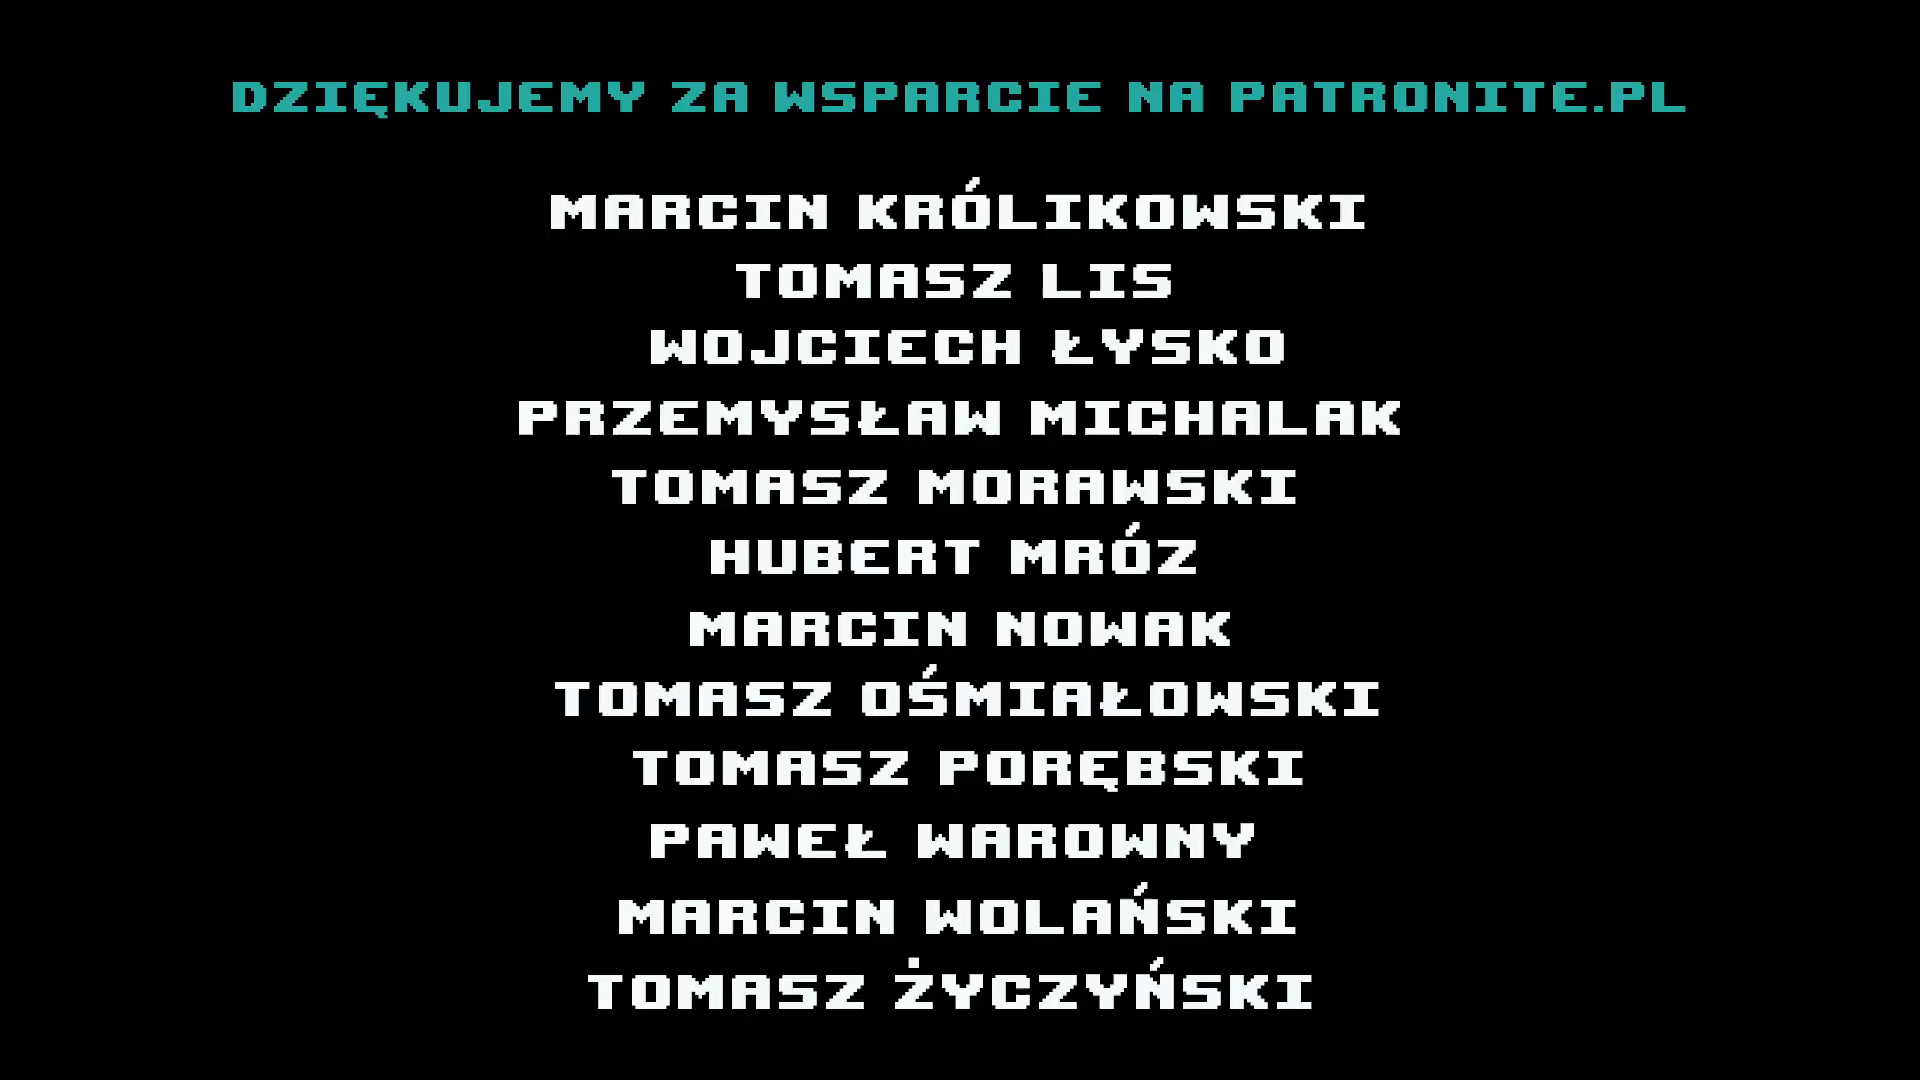 DZIĘKUJEMY ZA WSPARCIE NA PATRONITE.PL
MARCIN KRÓLIKOWSKI
TOMASZ LIS
WOJCIECH ŁYSKO
PRZEMYSŁAW MICHALAK
TOMASZ MORAWSKI
HUBERT MRÓZ
MARCIN NOWAK
TOMASZ OŚMIAŁOWSKI
TOMASZ PORĘBSKI
PAWEŁ WAROWNY
MARCIN WOLAŃSKI
TOMASZ ŻYCZYŃSKI